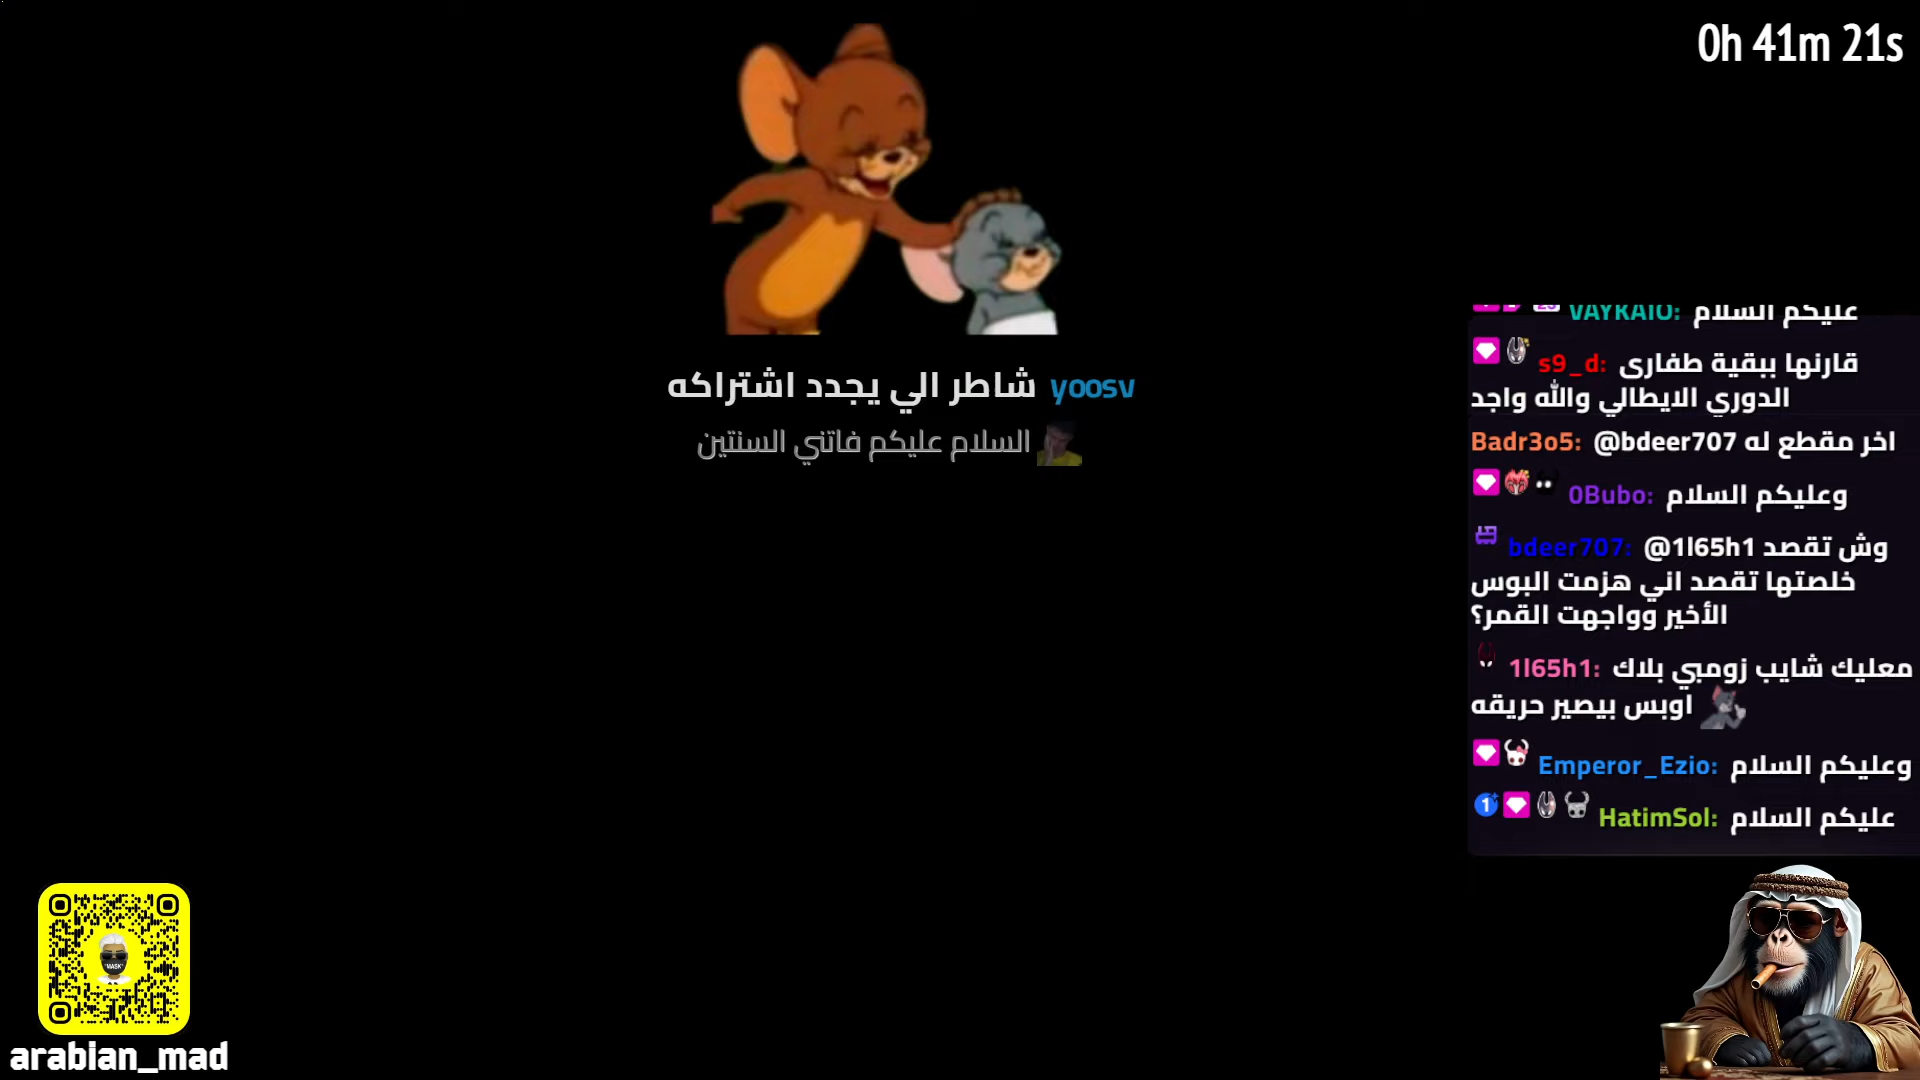 0h 41m 21s
yoosv شاطر الي يجدد اشتراكه
السلام عليكم فاتني السنتين
VAYKAIO: عليكم السلام
s9_d: قارنها ببقية طفارى
الدوري الايطالي والله واجد
Badr3o5: @bdeer707 اخر مقطع له
0Bubo: وعليكم السلام
bdeer707: @1l65h1 وش تقصد
خلصتها تقصد اني هزمت البوس
الأخير وواجهت القمر؟
1l65h1: معليك شايب زومبي بلاك
اوبس بيصير حريقه
Emperor_Ezio: وعليكم السلام
1
HatimSol: عليكم السلام
"MASK"
arabian_mad